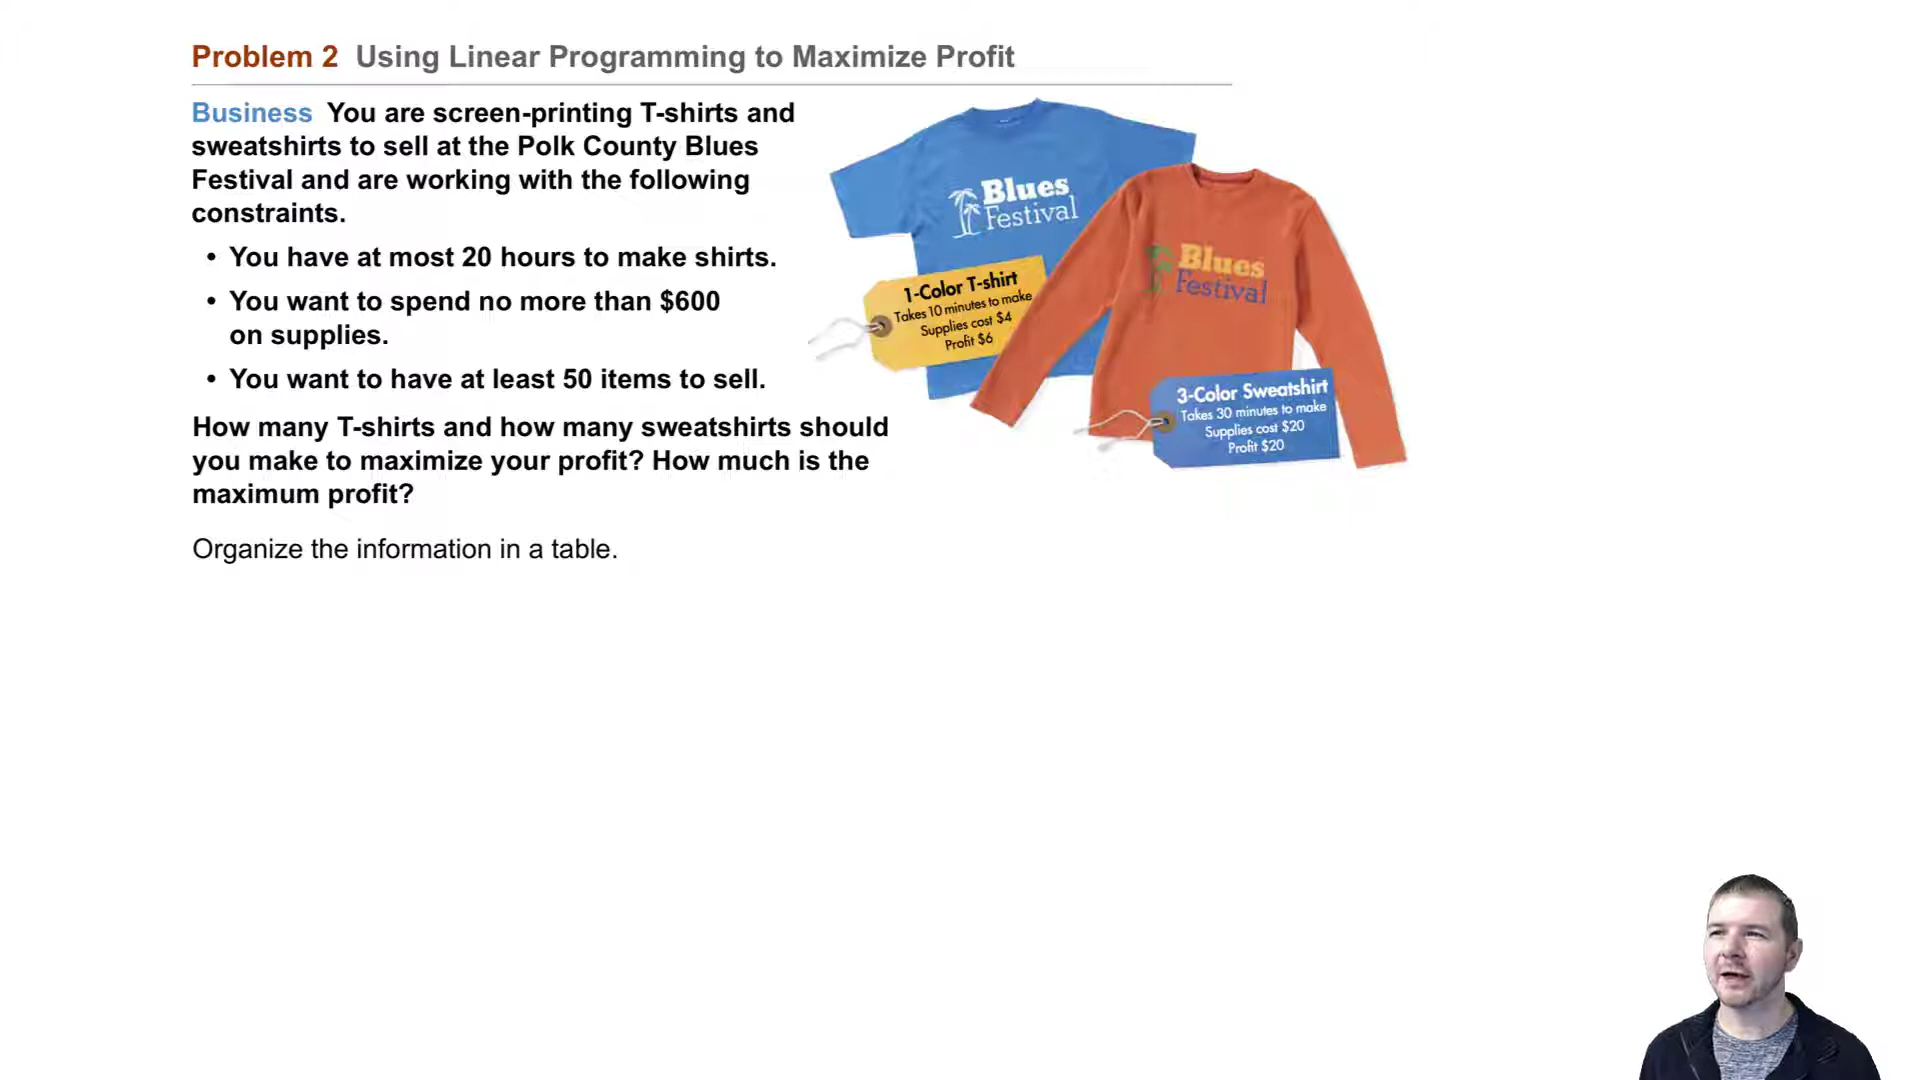 Problem 2 Using Linear Programming to Maximize Profit
Business You are screen-printing T-shirts and
sweatshirts to sell at the Polk County Blues
Festival and are working with the following
constraints.
• You have at most 20 hours to make shirts.
• You want to spend no more than $600
on supplies.
• You want to have at least 50 items to sell.
How many T-shirts and how many sweatshirts should
you make to maximize your profit? How much is the
maximum profit?
Organize the information in a table.
Blues
Festival
1-Color T-shirt
Takes 10 minutes to make
Supplies cost $4
Profit $6
Blues
Festival
3-Color Sweatshirt
Takes 30 minutes to make
Supplies cost $20
Profit $20